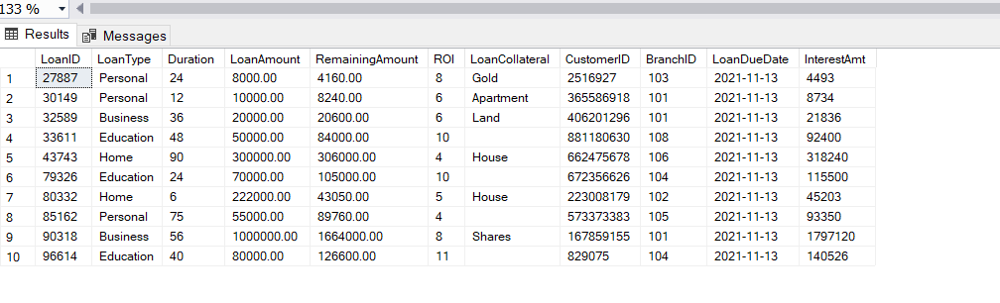 133 %
Results Messages
LoanID LoanType Duration LoanAmount RemainingAmount ROI LoanCollateral CustomerID BranchID LoanDueDate InterestAmt
1 27887 Personal 24 8000.00 4160.00 8 Gold 2516927 103 2021-11-13 4493
2 30149 Personal 12 10000.00 8240.00 6 Apartment 365586918 101 2021-11-13 8734
3 32589 Business 36 20000.00 20600.00 6 Land 406201296 101 2021-11-13 21836
4 33611 Education 48 50000.00 84000.00 10 881180630 108 2021-11-13 92400
5 43743 Home 90 300000.00 306000.00 4 House 662475678 106 2021-11-13 318240
6 79326 Education 24 70000.00 105000.00 10 672356626 104 2021-11-13 115500
7 80332 Home 6 222000.00 43050.00 5 House 223008179 102 2021-11-13 45203
8 85162 Personal 75 55000.00 89760.00 4 573373383 105 2021-11-13 93350
9 90318 Business 56 1000000.00 1664000.00 8 Shares 167859155 101 2021-11-13 1797120
10 96614 Education 40 80000.00 126600.00 11 829075 104 2021-11-13 140526